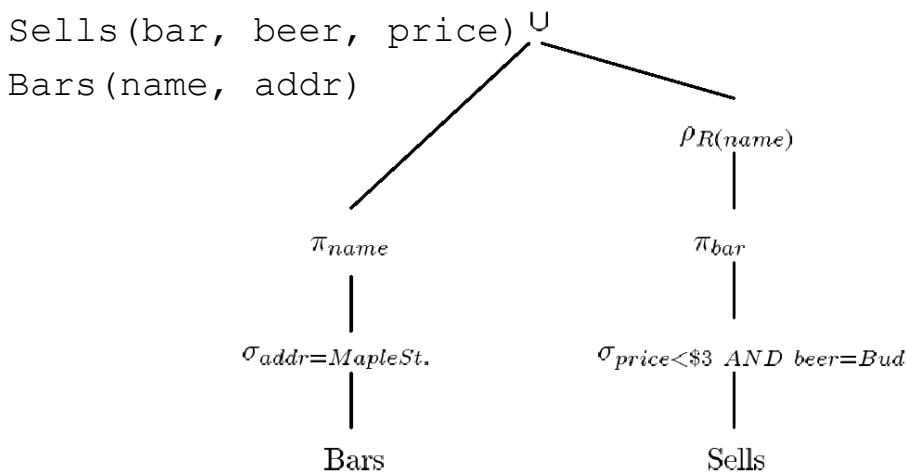 Sells(bar, beer, price) ∪
Bars(name, addr)
ρR(name)
πname πbar
σaddr=MapleSt. σprice<$3 AND beer=Bud
Bars Sells